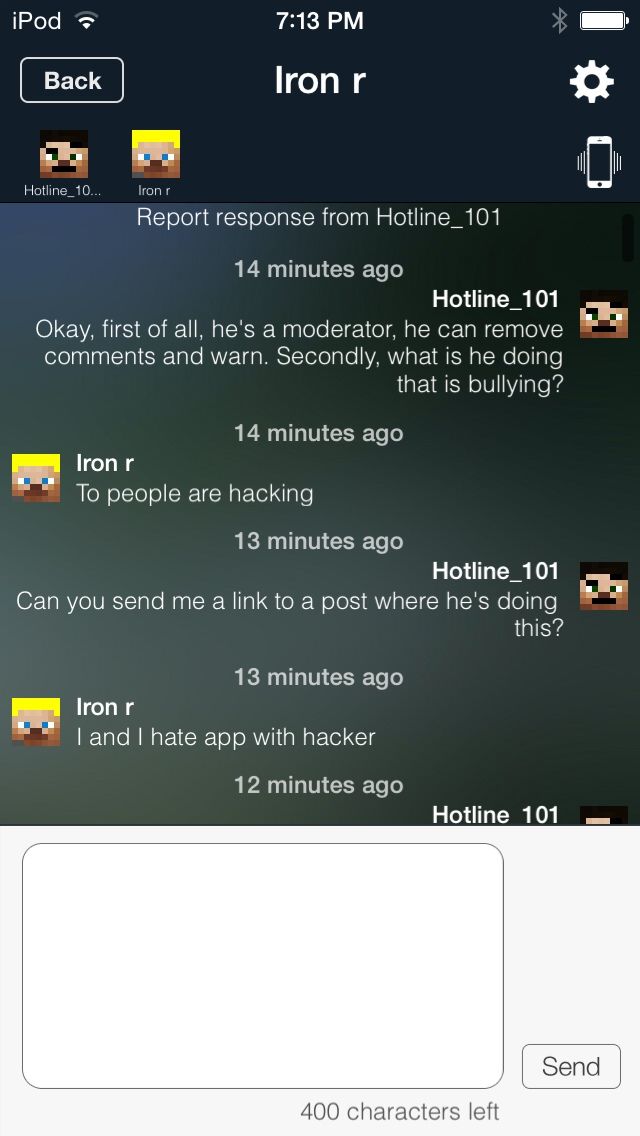 iPod 7:13 PM
Back Iron r
Hotline_10... Iron r
Report response from Hotline_101
14 minutes ago
Hotline_101
Okay, first of all, he's a moderator, he can remove
comments and warn. Secondly, what is he doing
that is bullying?
14 minutes ago
Iron r
To people are hacking
13 minutes ago
Hotline_101
Can you send me a link to a post where he's doing
this?
13 minutes ago
Iron r
I and I hate app with hacker
12 minutes ago
Hotline_101
Send
400 characters left